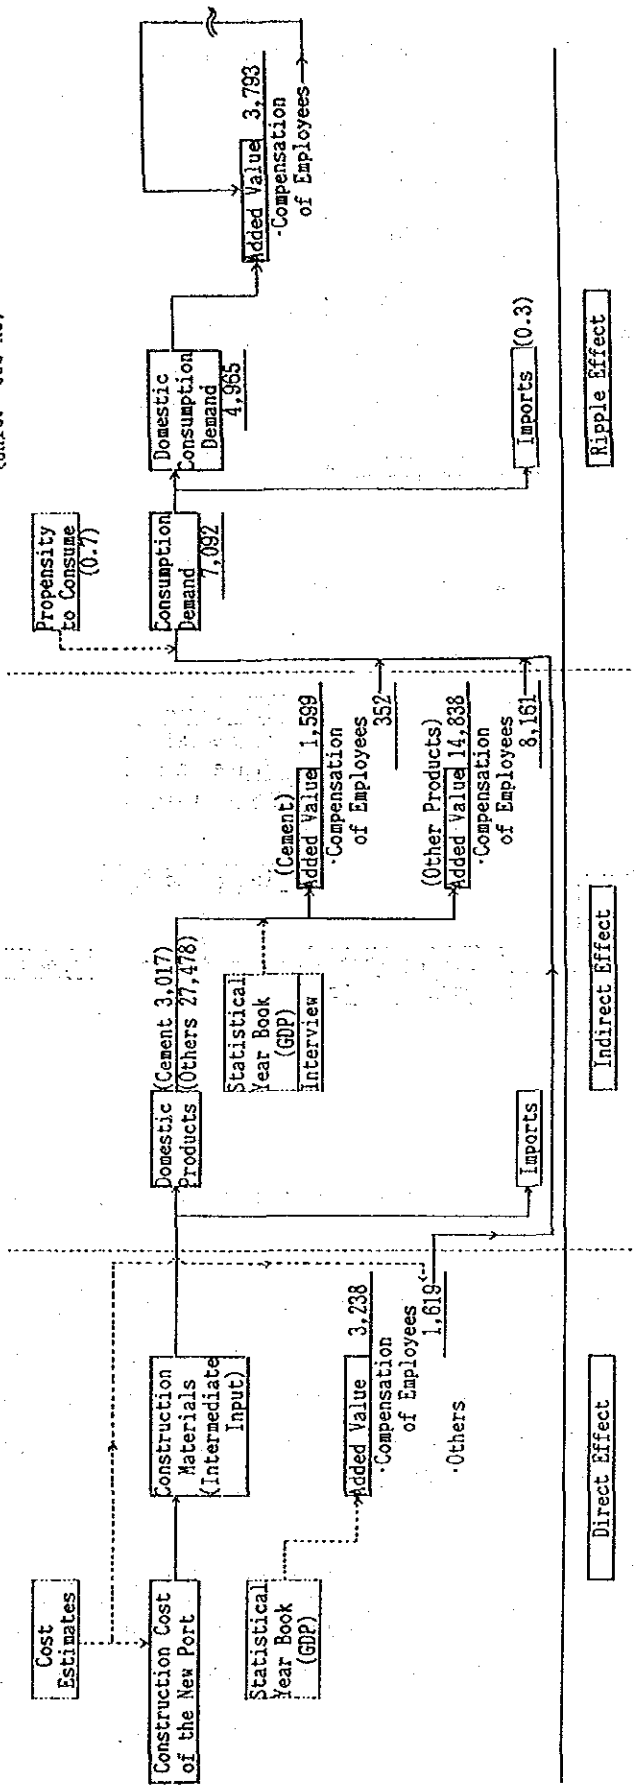 Cost
Estimates
Construction Cost
of the New Port
Statistical
Year Book
(GDP)
Construction
Materials
(Intermediate
Input)
Added Value 3,238
·Compensation
of Employees
1,619
·Others
Direct Effect
Domestic (Cement 3,017)
Products (Others 27,478)
Statistical
Year Book
(GDP)
Interview
Imports
(Cement)
Added Value 1,599
·Compensation
of Employees
352
(Other Products)
Added Value 14,838
·Compensation
of Employees
8,161
Indirect Effect
Propensity
to Consume
(0.7)
Consumption
Demand
7,092
Domestic
Consumption
Demand
4,965
Imports (0.3)
Added Value 3,793
·Compensation
of Employees
Ripple Effect